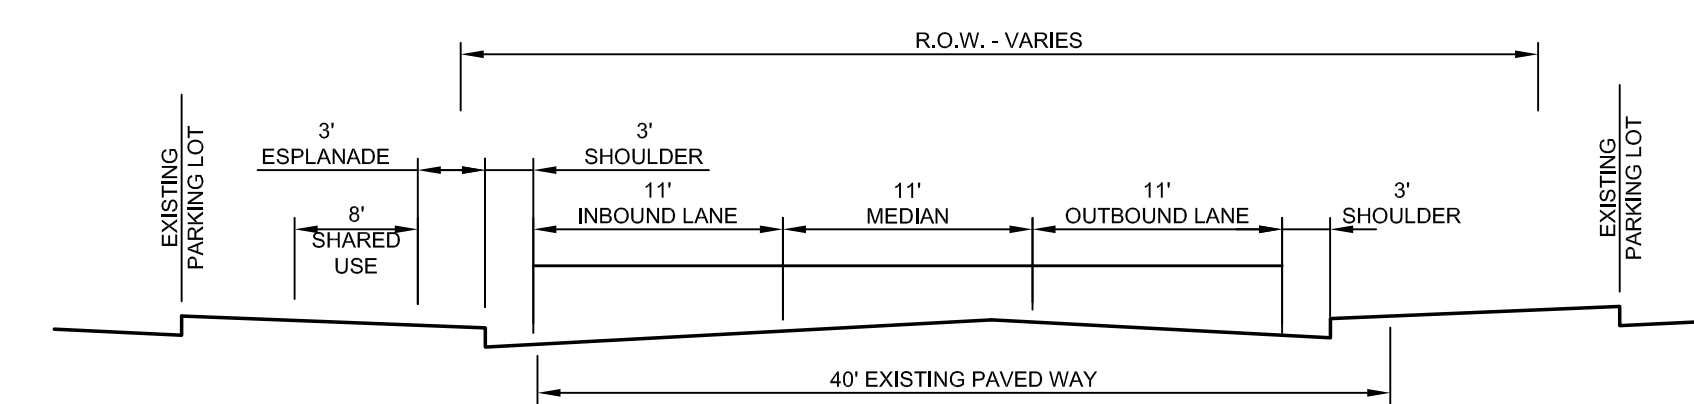 R.O.W. - VARIES
EXISTING
PARKING LOT
3'
ESPLANADE
3'
SHOULDER
8'
SHARED
USE
11'
INBOUND LANE
11'
MEDIAN
11'
OUTBOUND LANE
3'
SHOULDER
EXISTING
PARKING LOT
40' EXISTING PAVED WAY